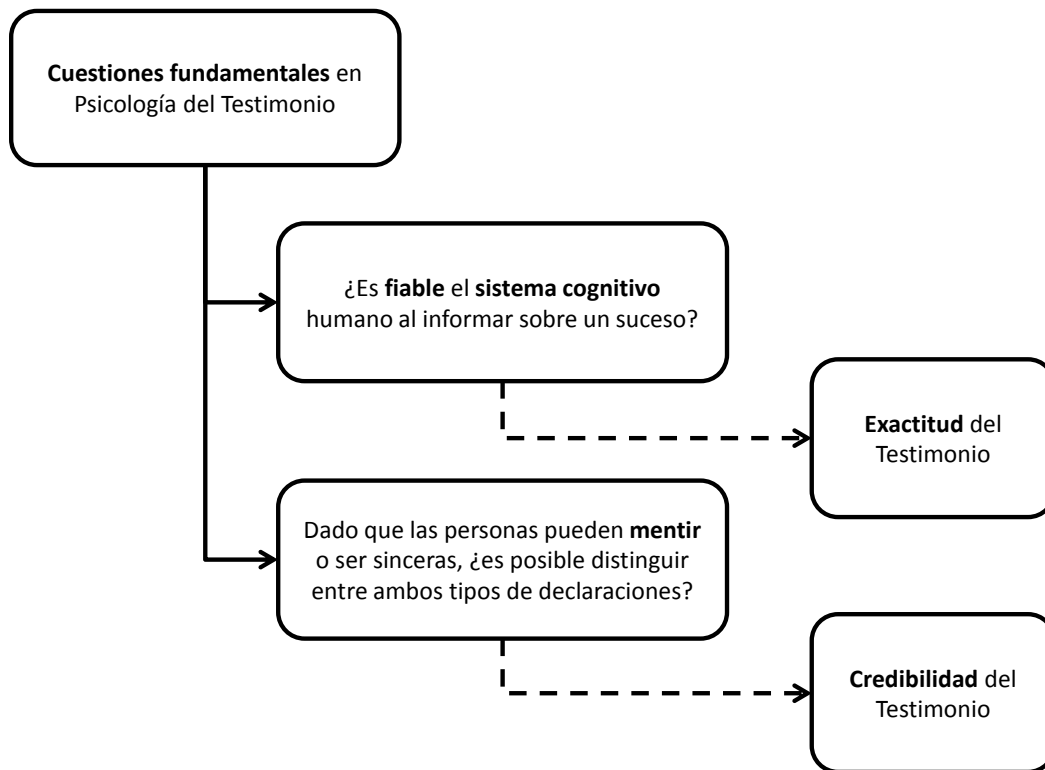 Cuestiones fundamentales en
Psicología del Testimonio
¿Es fiable el sistema cognitivo
humano al informar sobre un suceso?
Exactitud del
Testimonio
Dado que las personas pueden mentir
o ser sinceras, ¿es posible distinguir
entre ambos tipos de declaraciones?
Credibilidad del
Testimonio